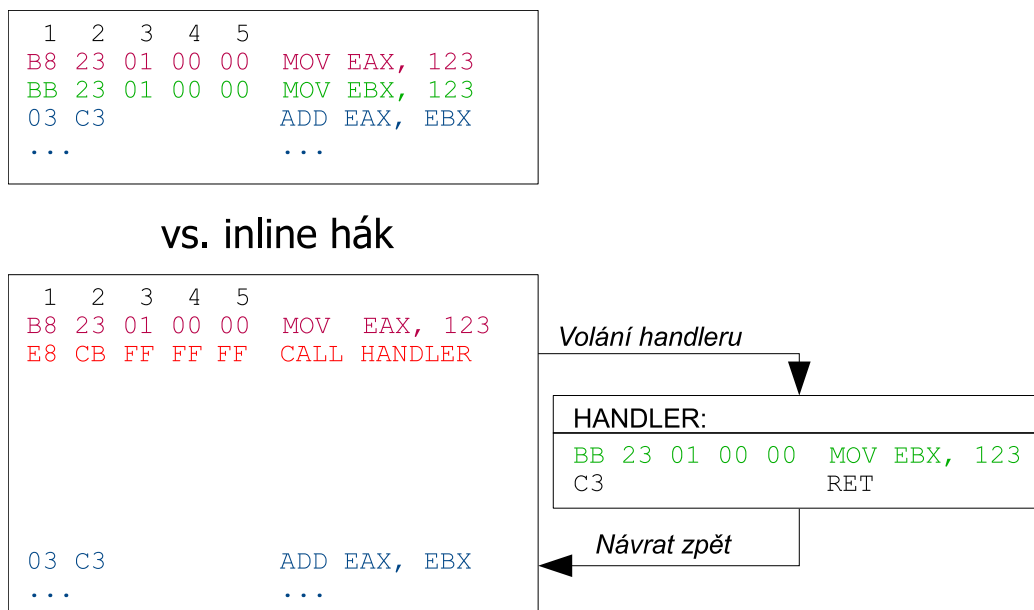 1 2 3 4 5
B8 23 01 00 00 MOV EAX, 123
BB 23 01 00 00 MOV EBX, 123
03 C3 ADD EAX, EBX
... ...
vs. inline hák
1 2 3 4 5
B8 23 01 00 00 MOV EAX, 123
E8 CB FF FF FF CALL HANDLER
Volání handleru
HANDLER:
BB 23 01 00 00 MOV EBX, 123
C3 RET
Návrat zpět
03 C3 ADD EAX, EBX
... ...